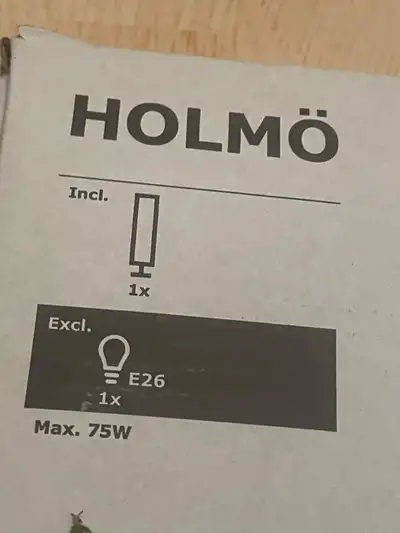 HOLMÖ
Incl.
1x
Excl.
E26
1x
Max. 75W